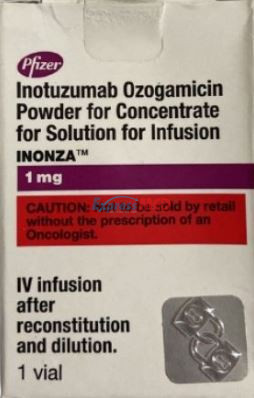 Pfizer
Inotuzumab Ozogamicin
Powder for Concentrate
for Solution for Infusion
INONZA™
1 mg
CAUTION: Not to be sold by retail
without the prescription of an
Oncologist.
IV infusion
after
reconstitution
and dilution.
1 vial